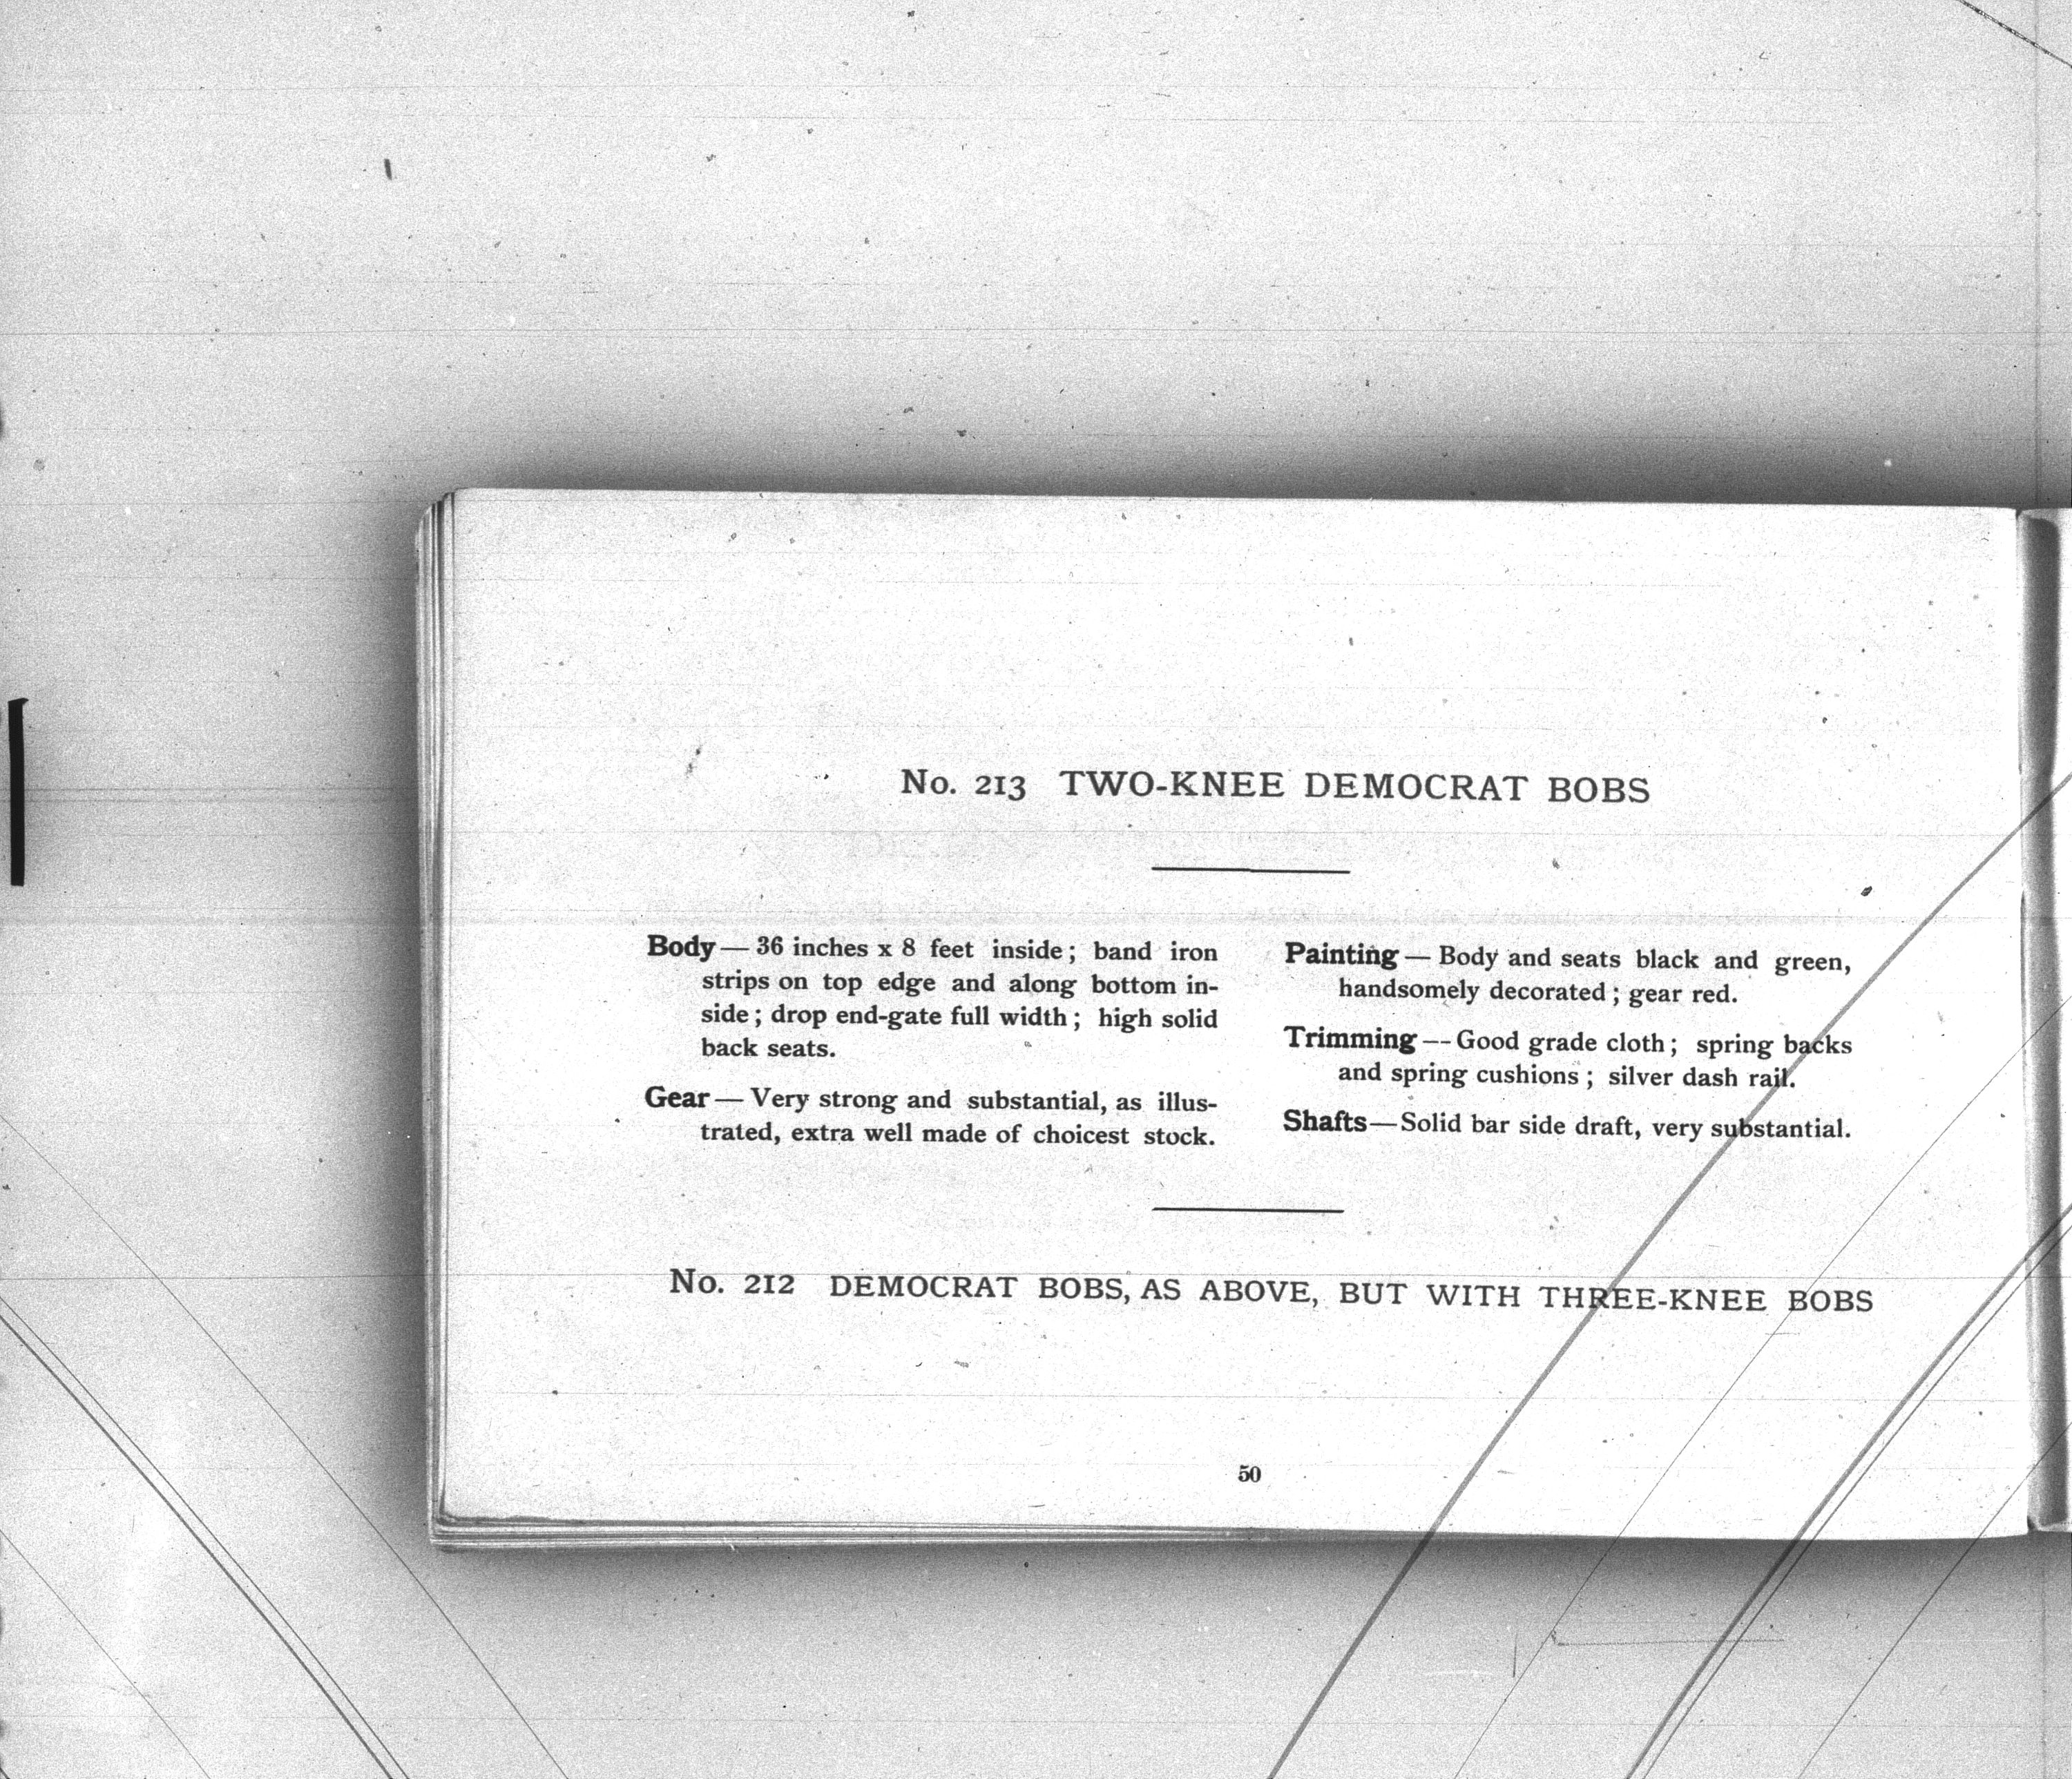 No. 213 TWO-KNEE DEMOCRAT BOBS
Body — 36 inches x 8 feet inside; band iron
strips on top edge and along bottom in-
side; drop end-gate full width; high solid
back seats.
Gear — Very strong and substantial, as illus-
trated, extra well made of choicest stock.
Painting — Body and seats black and green,
handsomely decorated; gear red.
Trimming -- Good grade cloth; spring backs
and spring cushions; silver dash rail.
Shafts — Solid bar side draft, very substantial.
No. 212 DEMOCRAT BOBS, AS ABOVE, BUT WITH THREE-KNEE BOBS
50